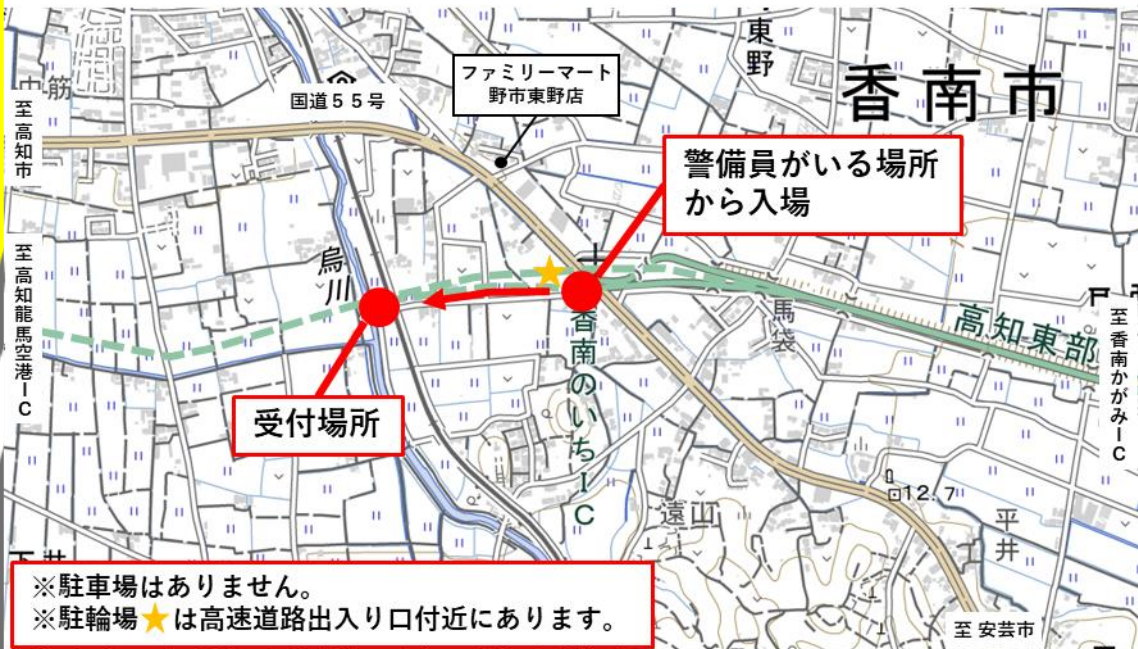 香南市
東野
中筋
国道55号
ファミリーマート
野市東野店
至高知市
警備員がいる場所
から入場
至高知龍馬空港IC
烏川
馬袋
高知東部
至香南かがみIC
香南のいちIC
受付場所
12.7
遠山
平井
※駐車場はありません。
※駐輪場★は高速道路出入り口付近にあります。
至 安芸市